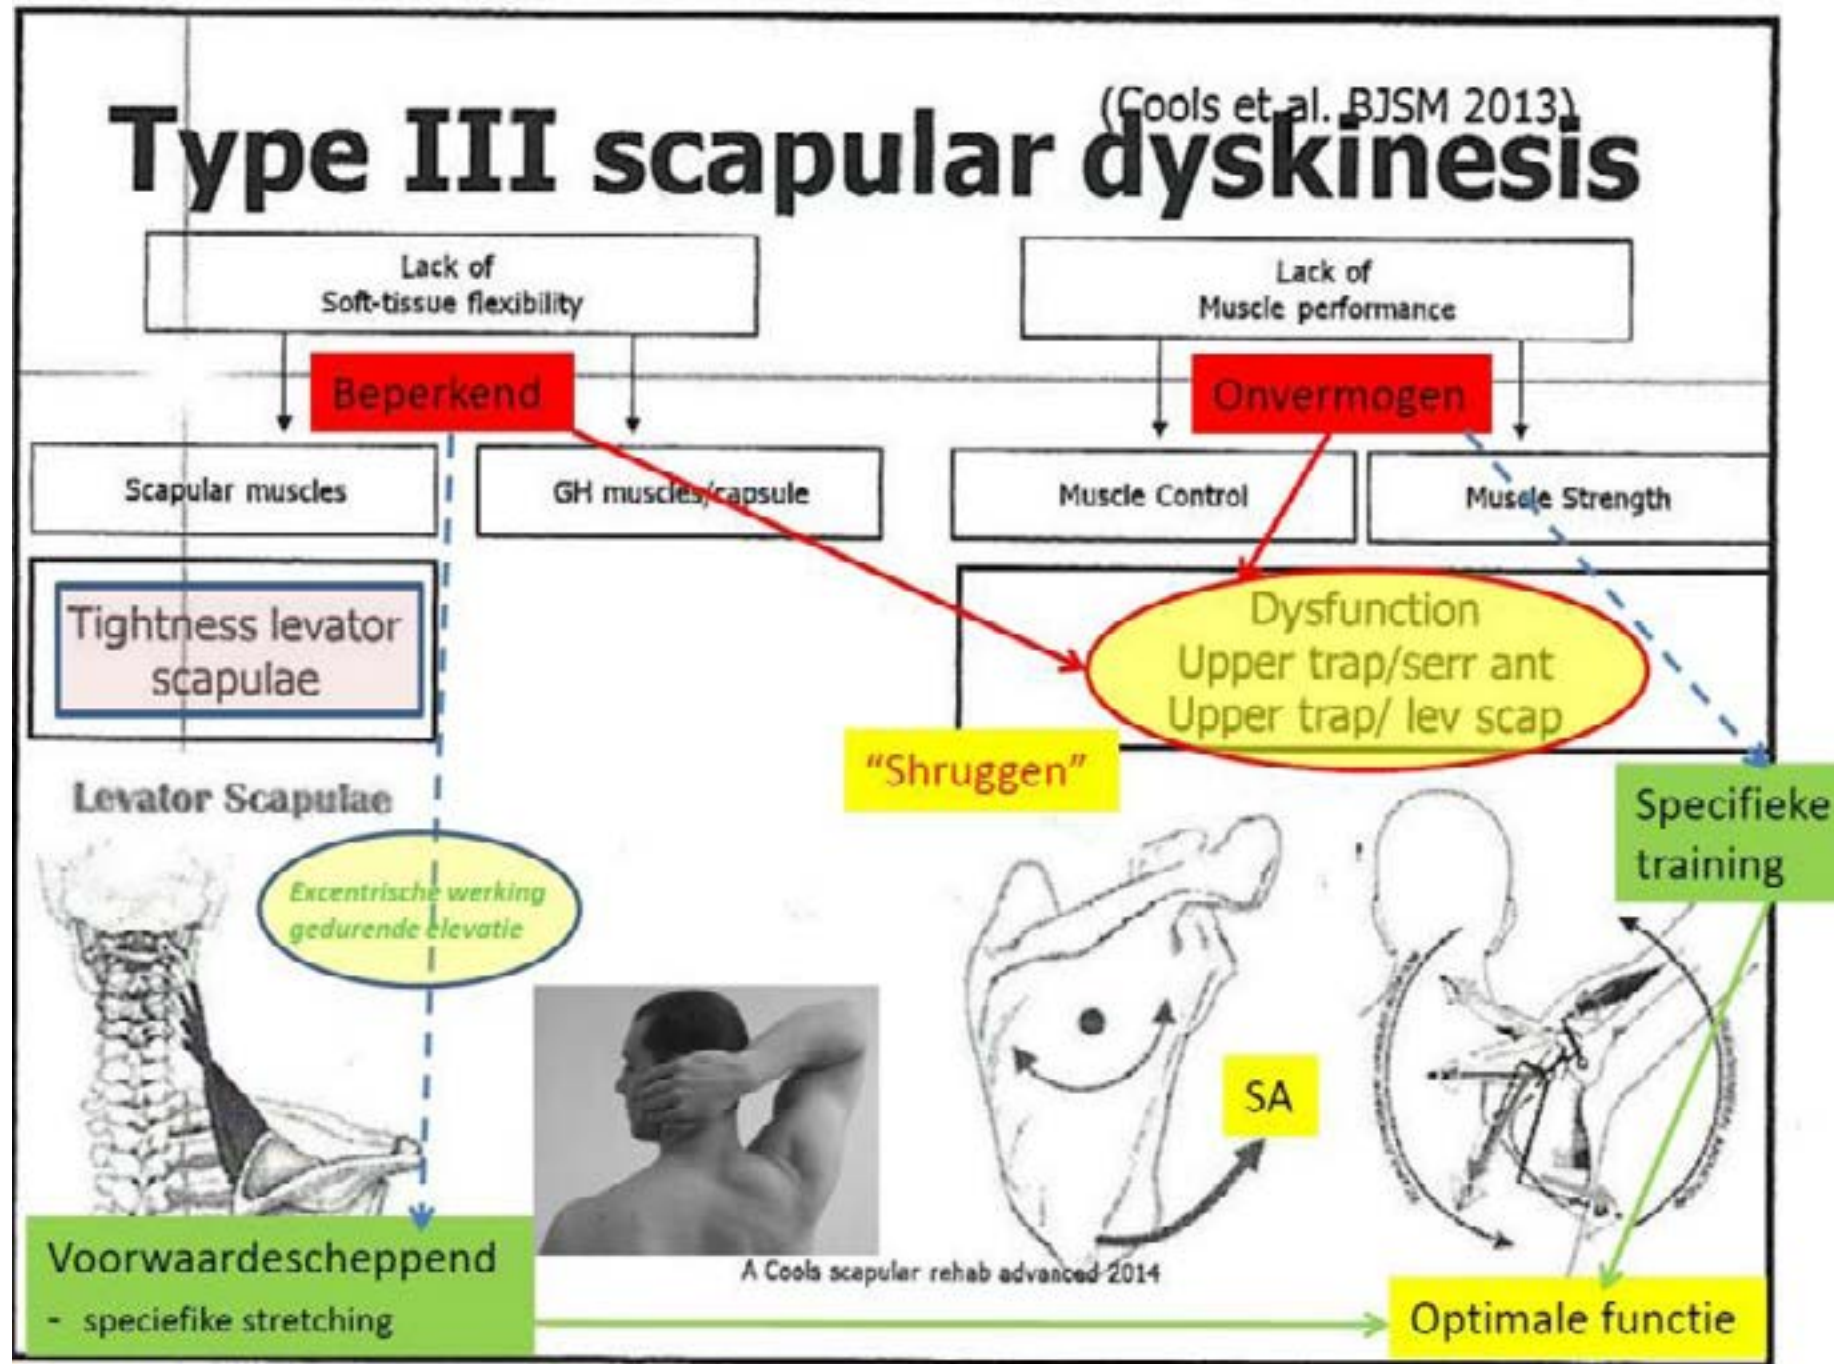 (Cools et al. BJSM 2013)
Type III scapular dyskinesis
Lack of
Soft-tissue flexibility
Lack of
Muscle performance
Beperkend
Onvermogen
Scapular muscles
GH muscles/capsule
Muscle Control
Muscle Strength
Tightness levator
scapulae
Dysfunction
Upper trap/serr ant
Upper trap/ lev scap
"Shruggen"
Levator Scapulae
Specifieke
training
Excentrische werking
gedurende elevatie
SA
Voorwaardescheppend
- speciefike stretching
A Cools scapular rehab advanced 2014
Optimale functie